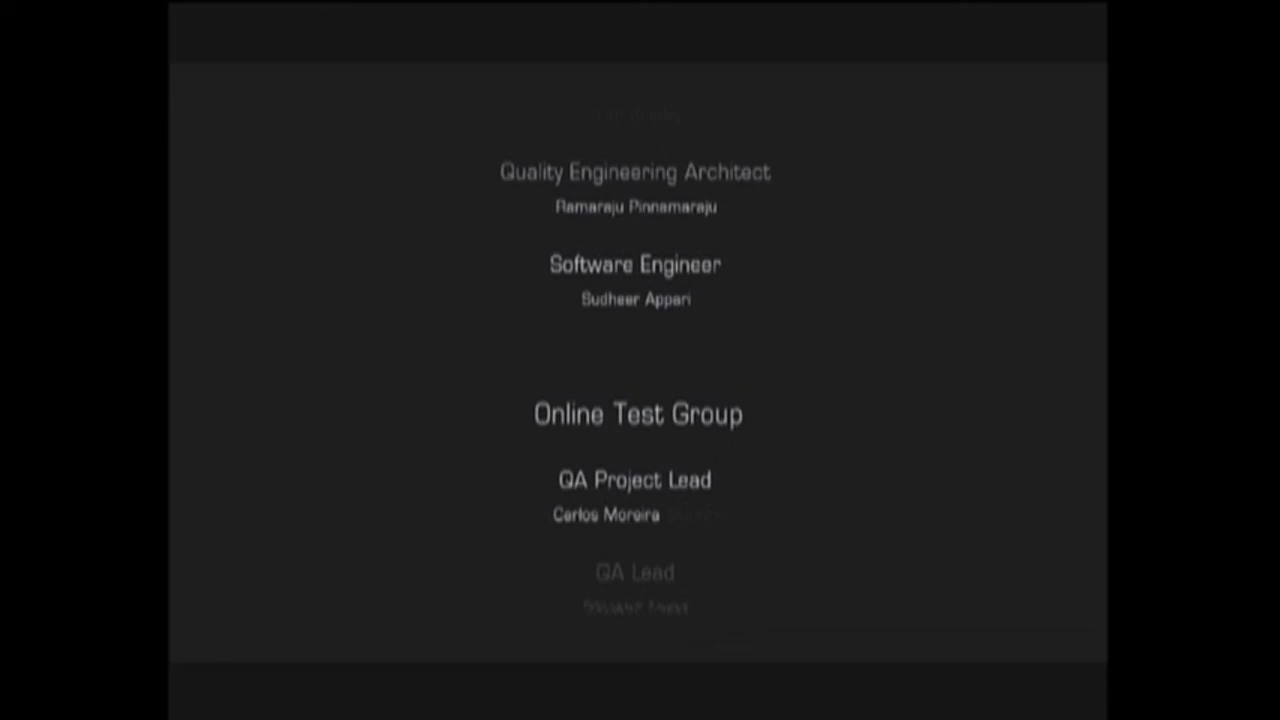 Quality Engineering Architect
Ramaraju Pinnamaraju
Software Engineer
Sudheer Appari
Online Test Group
QA Project Lead
Carlos Moreira
QA Lead